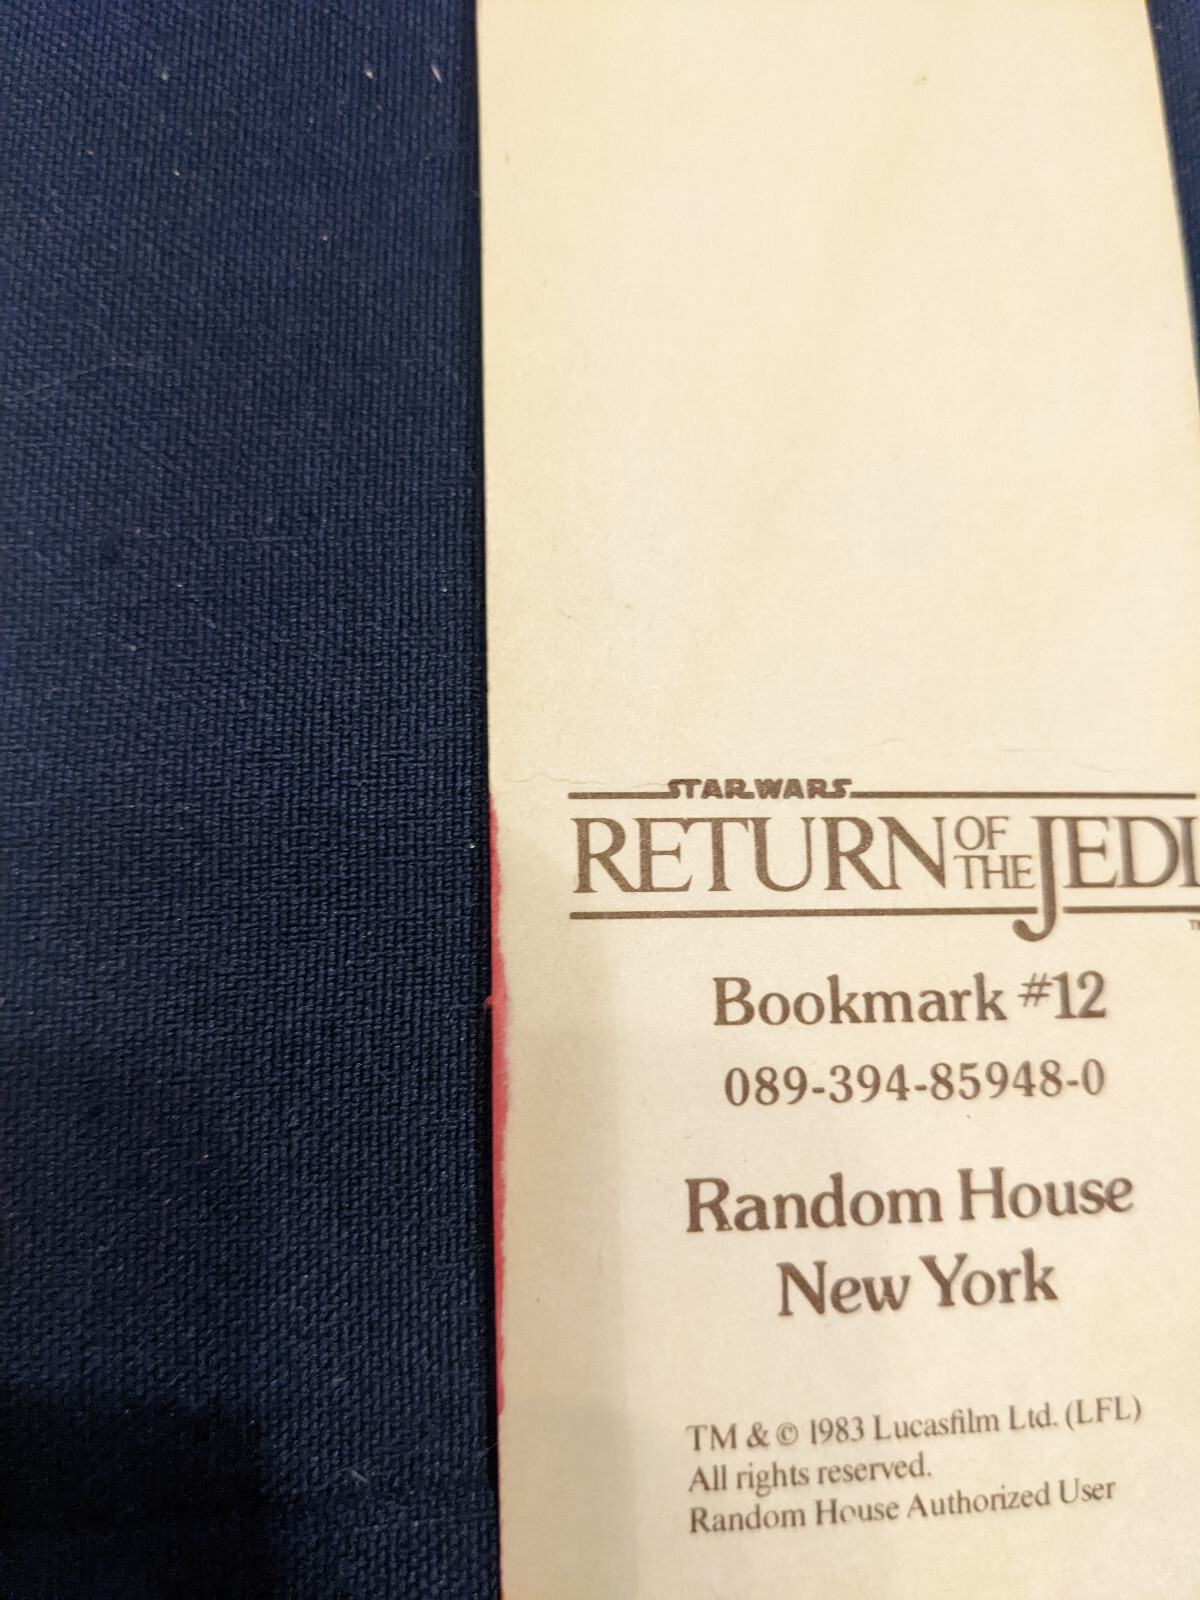 STAR WARS
RETURN OF THE JEDI
TM
Bookmark #12
089-394-85948-0
Random House
New York
TM & © 1983 Lucasfilm Ltd. (LFL)
All rights reserved.
Random House Authorized User